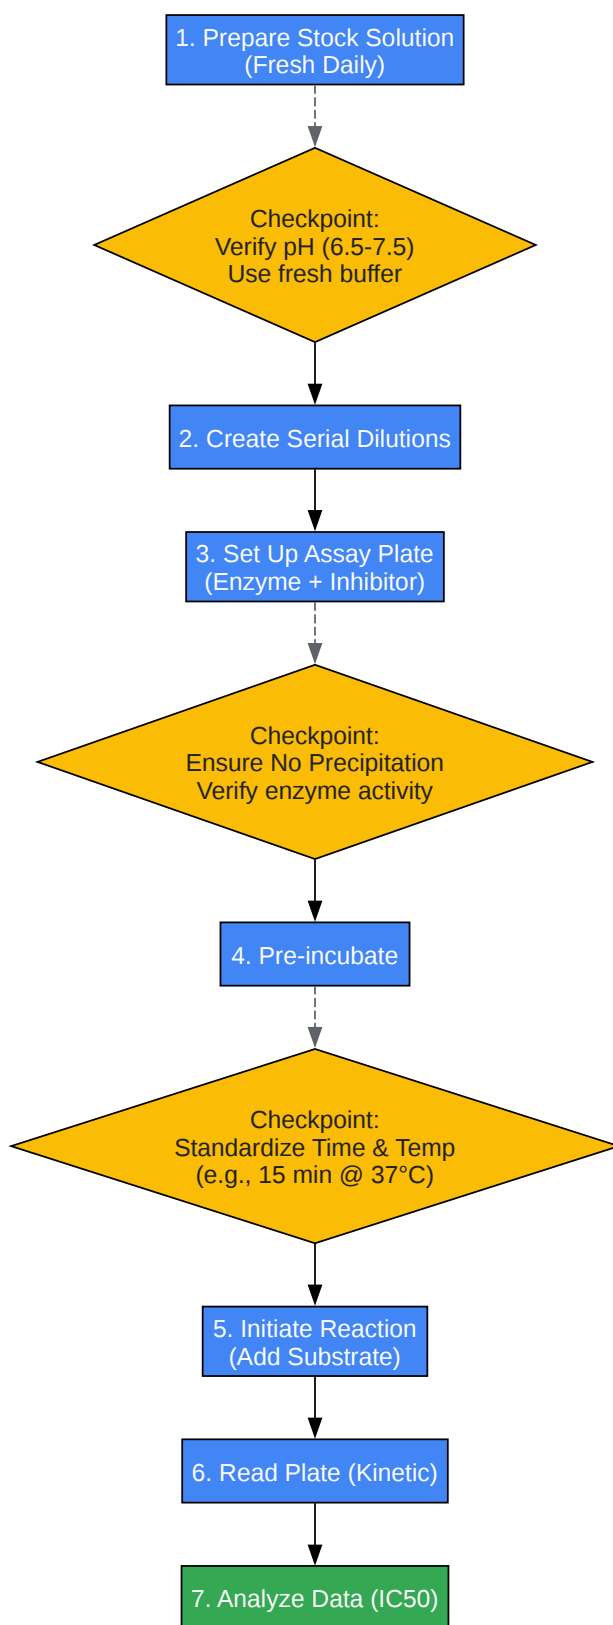 1. Prepare Stock Solution
(Fresh Daily)
Checkpoint:
Verify pH (6.5-7.5)
Use fresh buffer
2. Create Serial Dilutions
3. Set Up Assay Plate
(Enzyme + Inhibitor)
Checkpoint:
Ensure No Precipitation
Verify enzyme activity
4. Pre-incubate
Checkpoint:
Standardize Time & Temp
(e.g., 15 min @ 37°C)
5. Initiate Reaction
(Add Substrate)
6. Read Plate (Kinetic)
7. Analyze Data (IC50)